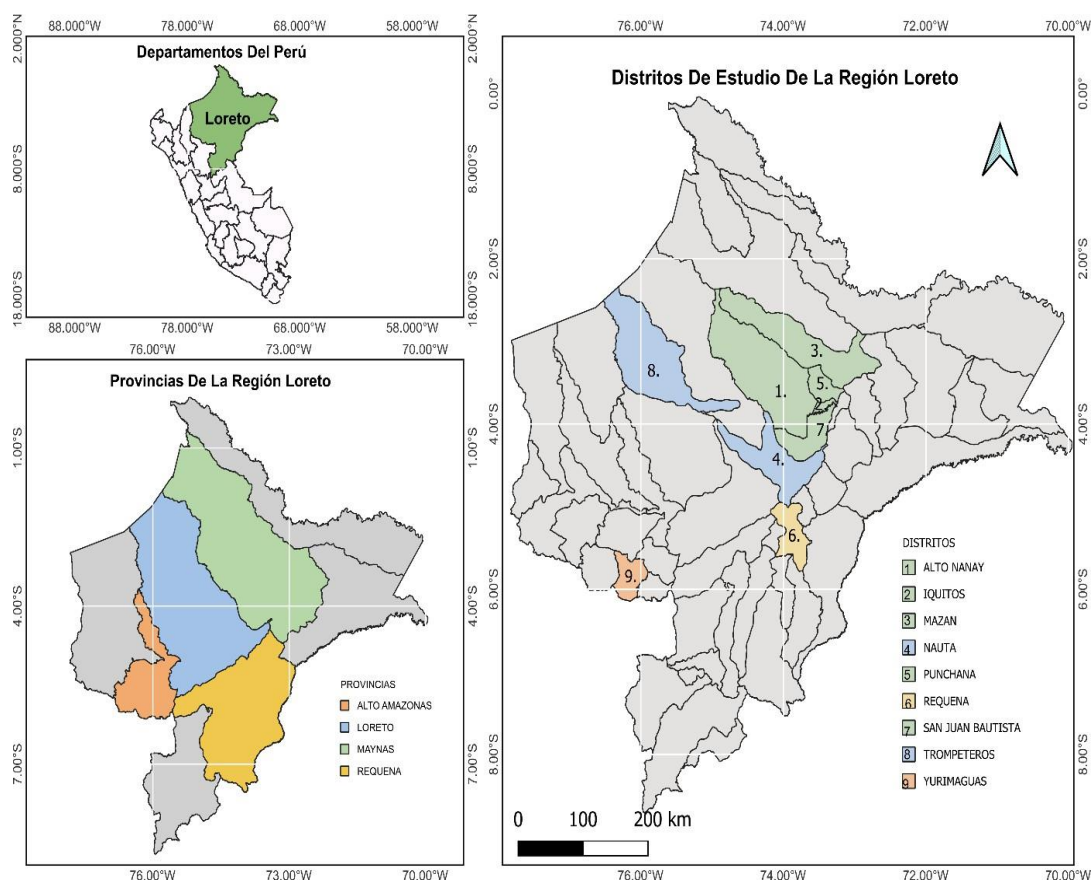 88.000°W 78.000°W 68.000°W 58.000°W
2.000°N 2.000°N
Departamentos Del Perú
Loreto
8.000°S 8.000°S
18.000°S 18.000°S
88.000°W 78.000°W 68.000°W 58.000°W
76.00°W 73.00°W 70.00°W
Provincias De La Región Loreto
1.00°S 1.00°S
4.00°S 4.00°S
7.00°S 7.00°S
PROVINCIAS
ALTO AMAZONAS
LORETO
MAYNAS
REQUENA
76.00°W 73.00°W 70.00°W
76.00°W 74.00°W 72.00°W 70.00°W
Distritos De Estudio De La Región Loreto
0.00° 0.00°
2.00°S 2.00°S
3.
8.
5.
1.
2.
7
4.00°S 4.00°S
4.
6.
9.
6.00°S 6.00°S
8.00°S 8.00°S
DISTRITOS
1 ALTO NANAY
2 IQUITOS
3 MAZAN
4 NAUTA
5 PUNCHANA
6 REQUENA
7 SAN JUAN BAUTISTA
8 TROMPETEROS
9 YURIMAGUAS
0 100 200 km
76.00°W 74.00°W 72.00°W 70.00°W